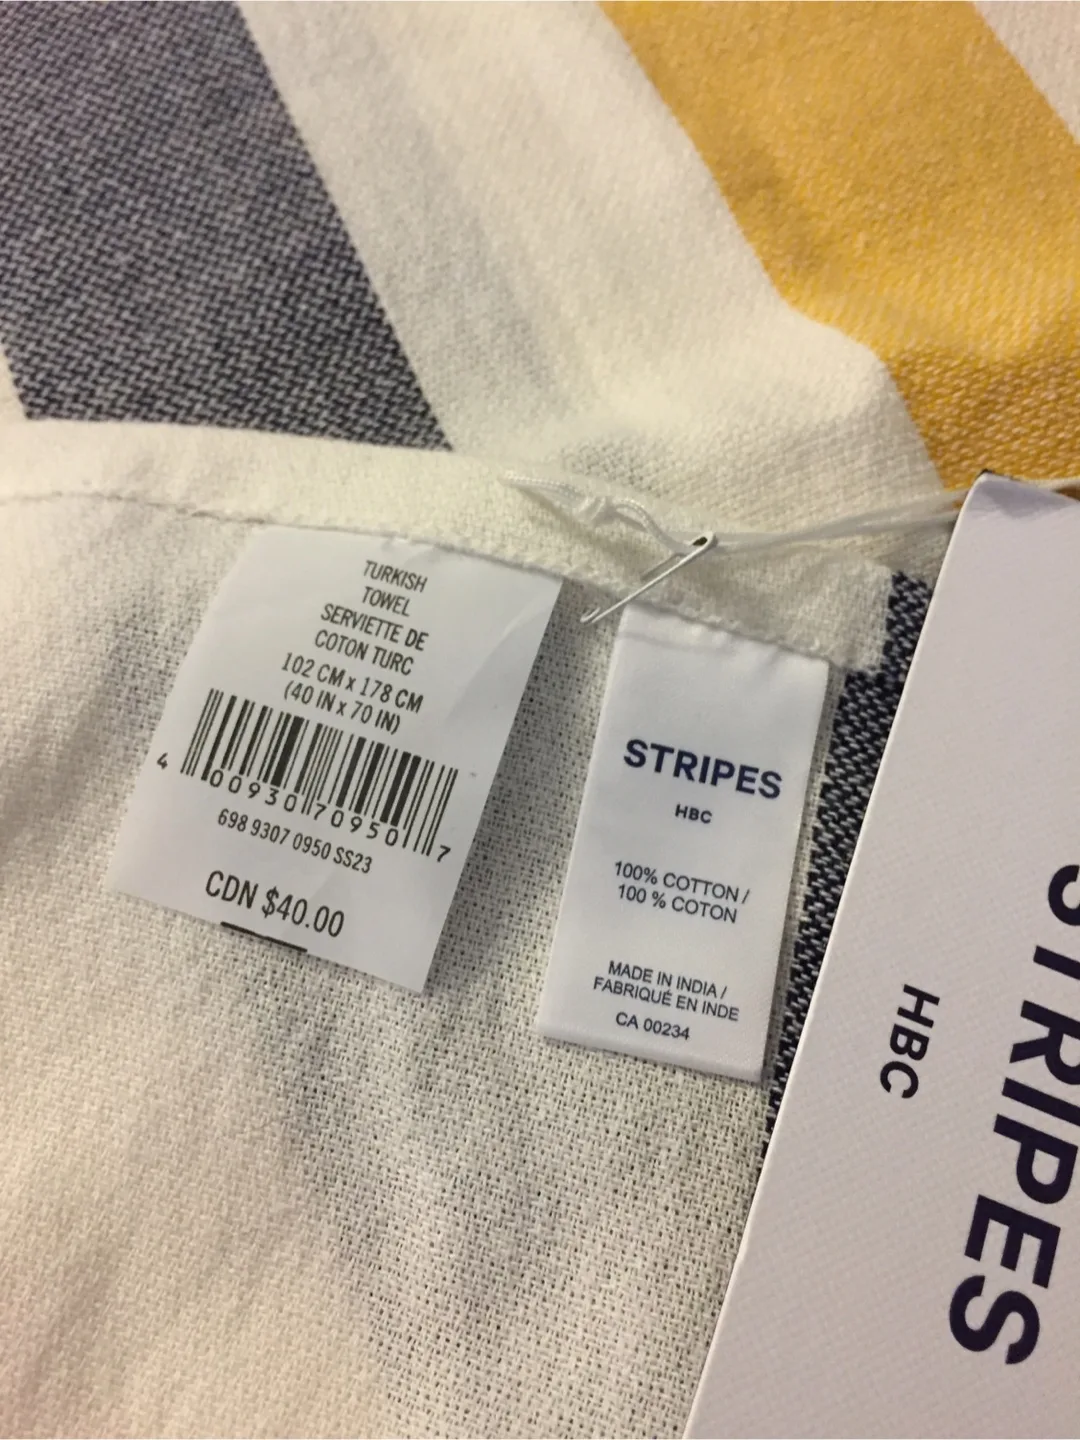 TURKISH
TOWEL
SERVIETTE DE
COTON TURC
102 CM x 178 CM
(40 IN x 70 IN)
4 00930 70950 7
698 9307 0950 SS23
CDN $40.00
STRIPES
HBC
100% COTTON /
100 % COTON
MADE IN INDIA /
FABRIQUÉ EN INDE
CA 00234
STRIPES
HBC